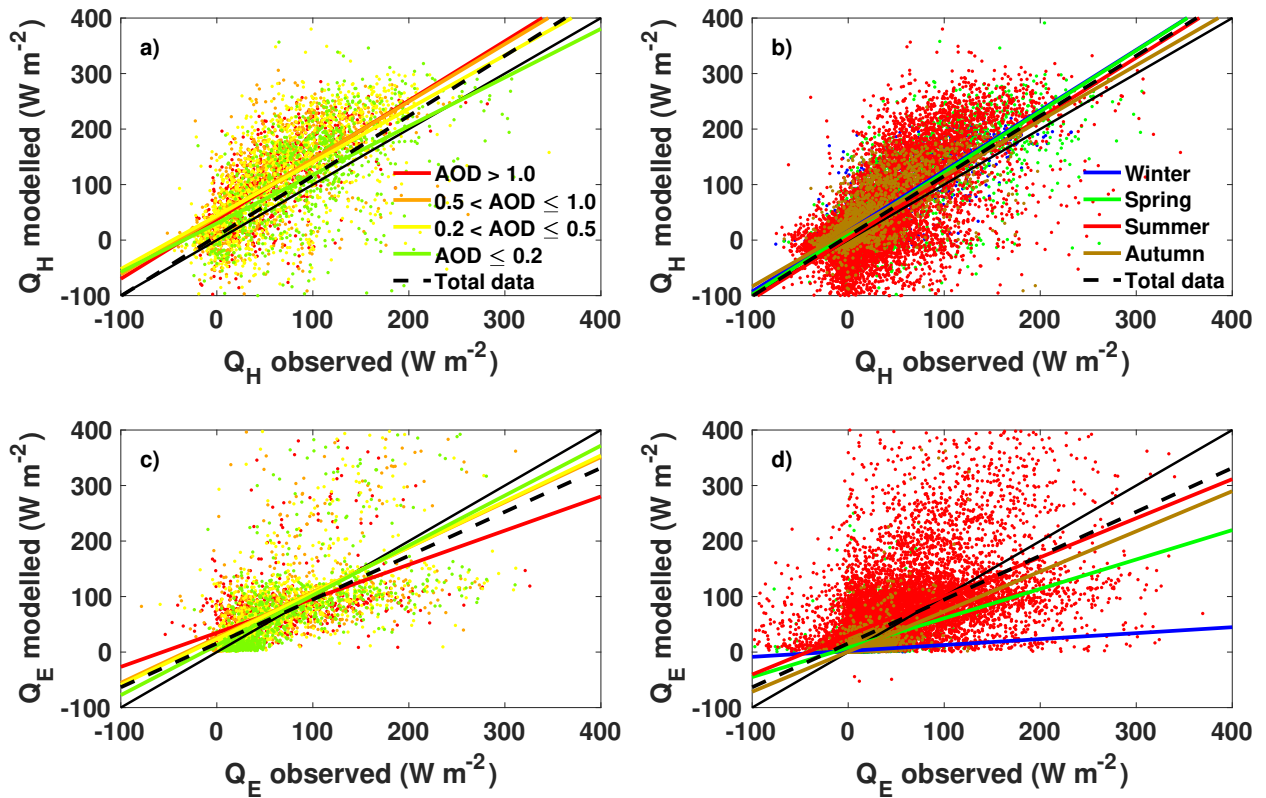 a)
400
300
200
100
0
-100
Q_H modelled (W m^-2)
AOD > 1.0
0.5 < AOD ≤ 1.0
0.2 < AOD ≤ 0.5
AOD ≤ 0.2
Total data
-100 0 100 200 300 400
Q_H observed (W m^-2)
b)
400
300
200
100
0
-100
Q_H modelled (W m^-2)
Winter
Spring
Summer
Autumn
Total data
-100 0 100 200 300 400
Q_H observed (W m^-2)
c)
400
300
200
100
0
-100
Q_E modelled (W m^-2)
-100 0 100 200 300 400
Q_E observed (W m^-2)
d)
400
300
200
100
0
-100
Q_E modelled (W m^-2)
-100 0 100 200 300 400
Q_E observed (W m^-2)